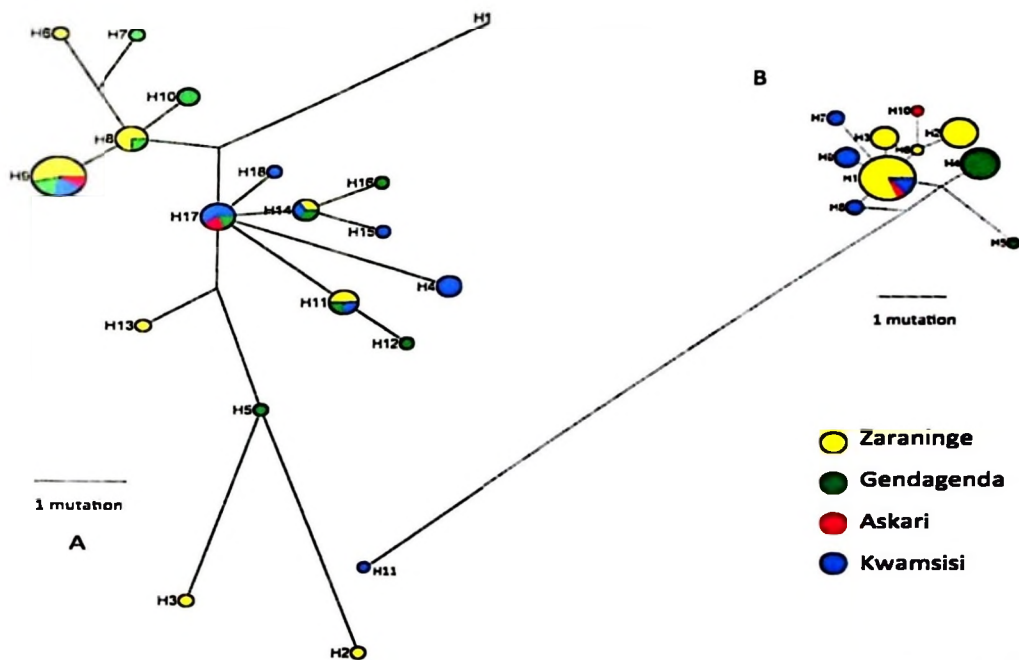 H1
H6
H7
H10
H8
H9
H18
H16
H17
H14
H15
H4
H11
H13
H12
H5
H3
H2
1 mutation
A
B
H7
H10
H3
H2
H6
H9
H4
H1
H8
H5
H11
1 mutation
Zaraninge
Gendagenda
Askari
Kwamsisi